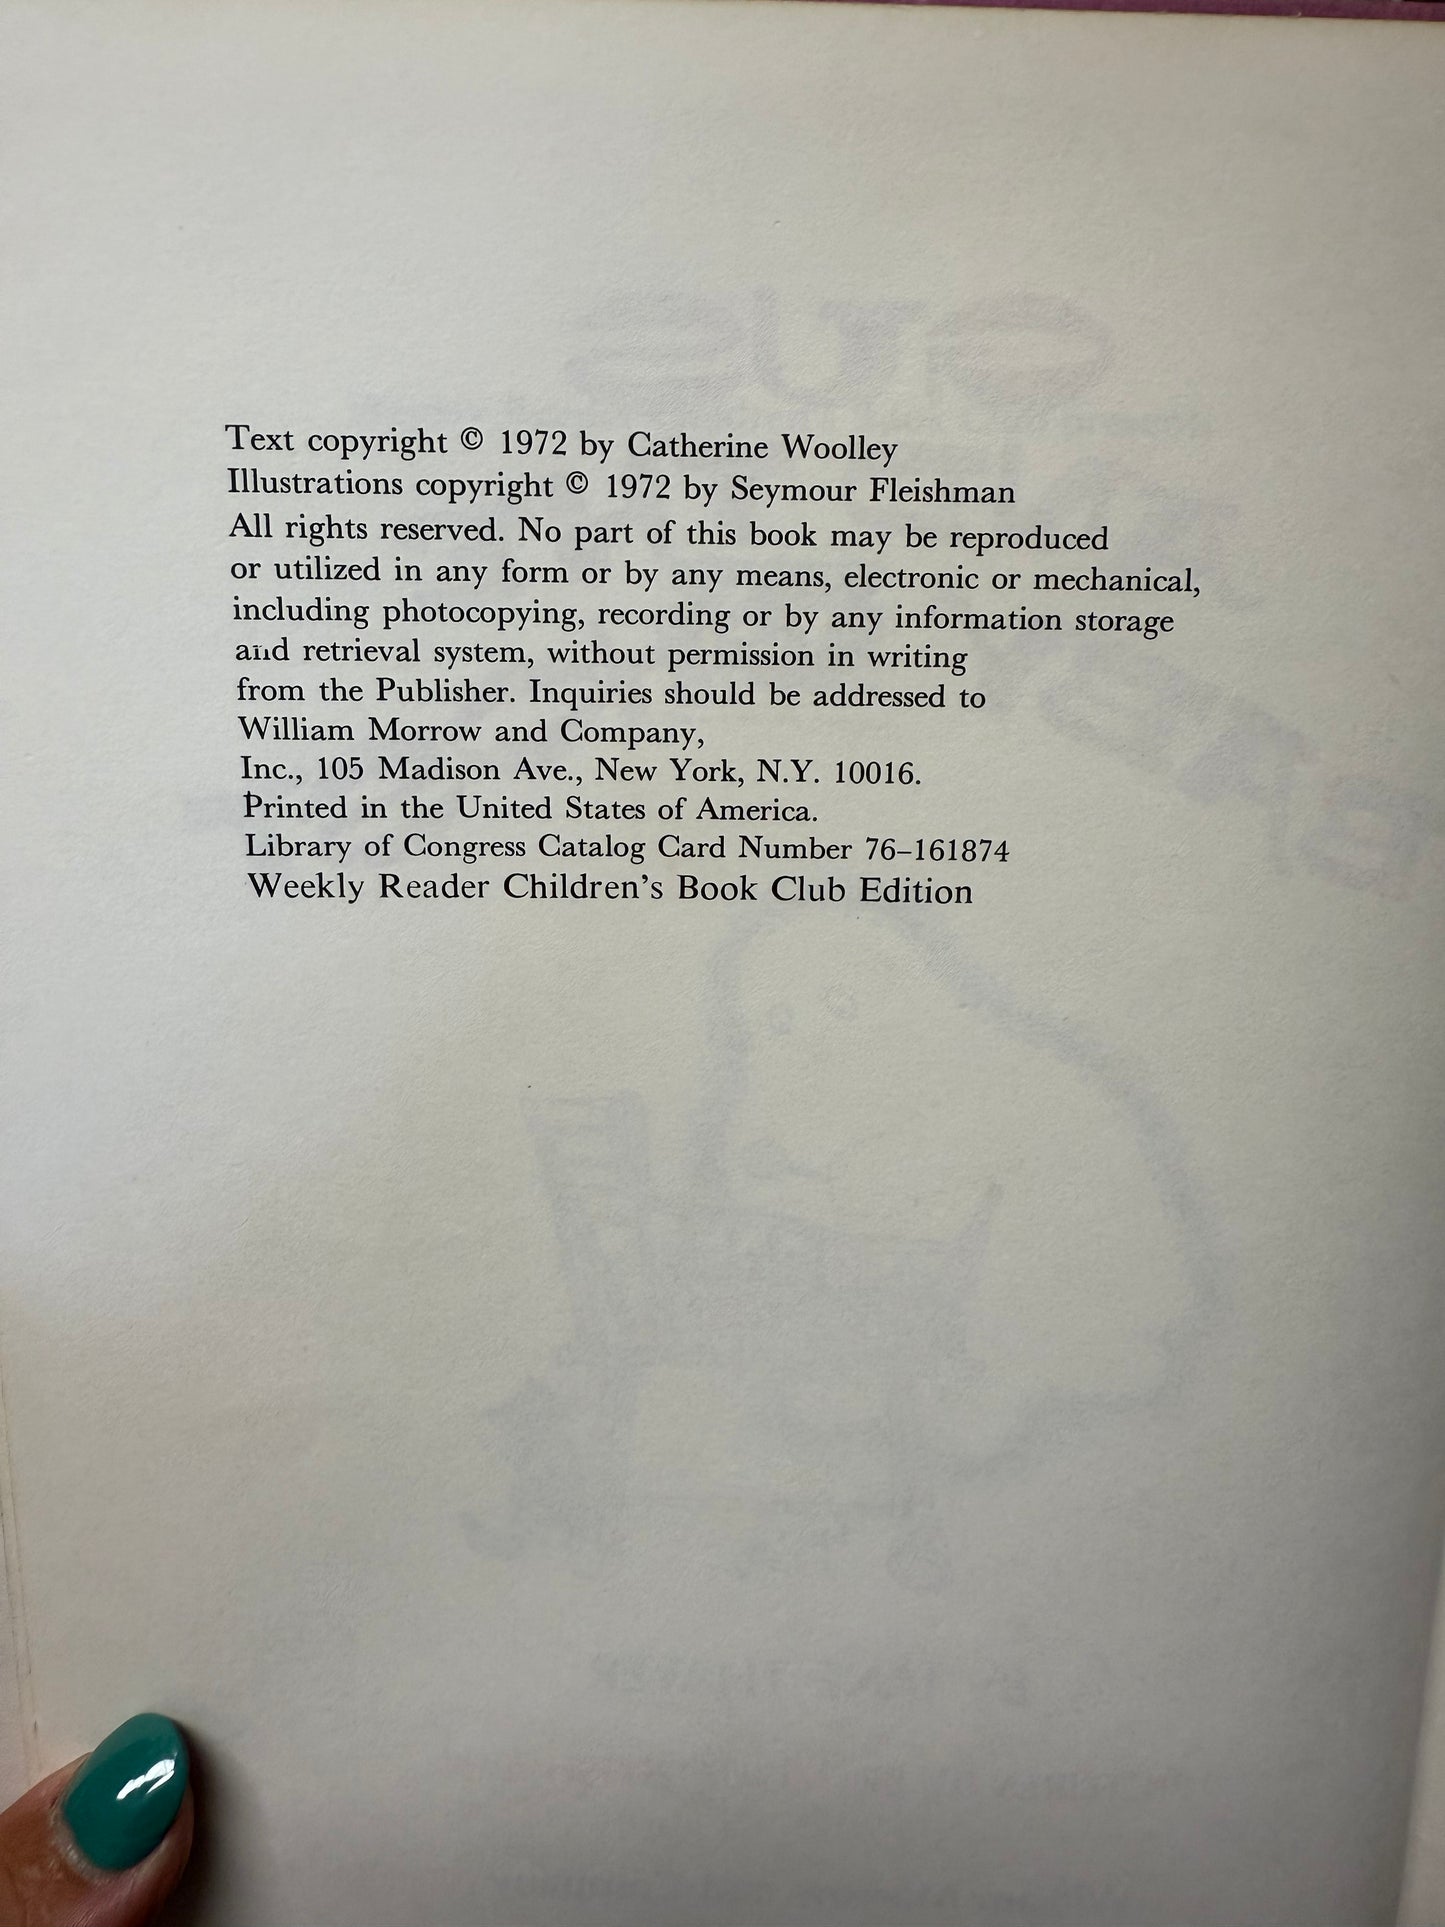 Text copyright © 1972 by Catherine Woolley
Illustrations copyright © 1972 by Seymour Fleishman
All rights reserved. No part of this book may be reproduced
or utilized in any form or by any means, electronic or mechanical,
including photocopying, recording or by any information storage
and retrieval system, without permission in writing
from the Publisher. Inquiries should be addressed to
William Morrow and Company,
Inc., 105 Madison Ave., New York, N.Y. 10016.
Printed in the United States of America.
Library of Congress Catalog Card Number 76–161874
Weekly Reader Children's Book Club Edition